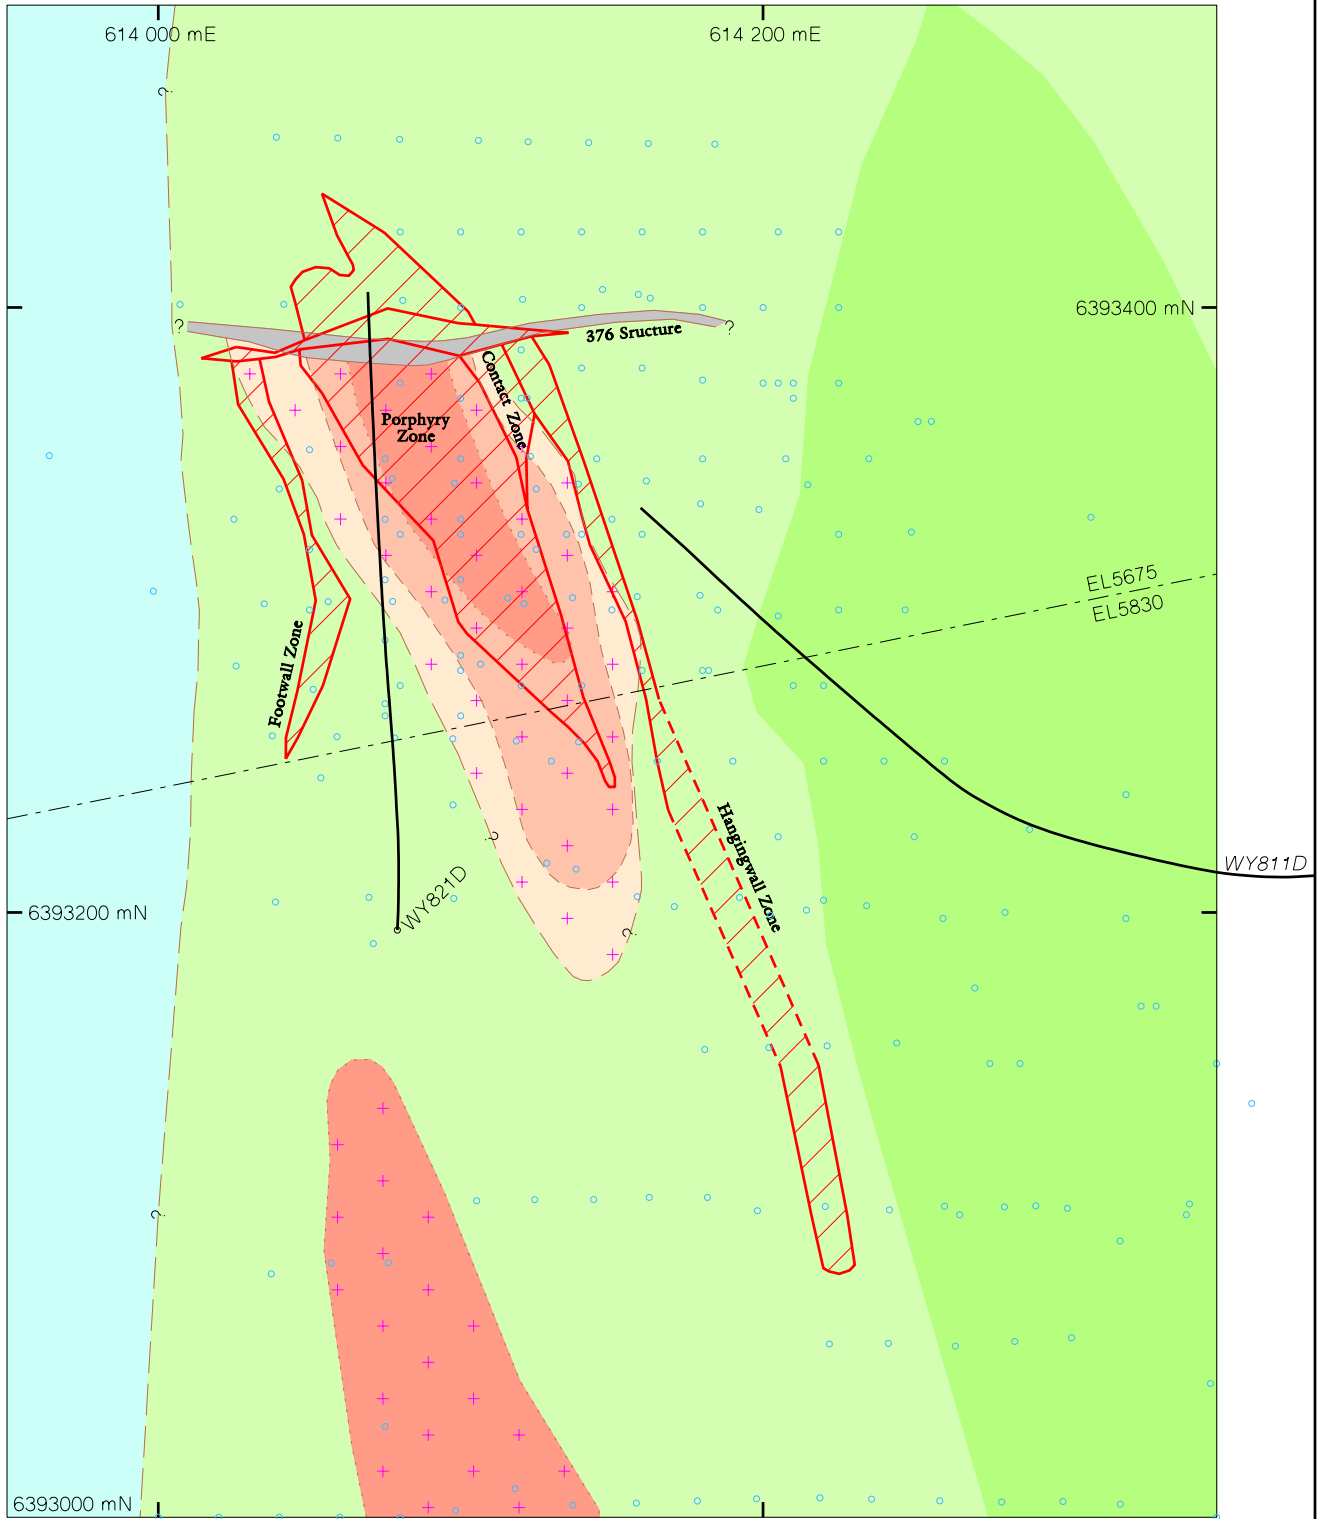 614 000 mE
614 200 mE
?
6393400 mN
?
376 Sructure
?
Contact Zone
Porphyry
Zone
EL5675
EL5830
Footwall Zone
Hangingwall Zone
?
WY811D
WY821D
6393200 mN
?
?
6393000 mN